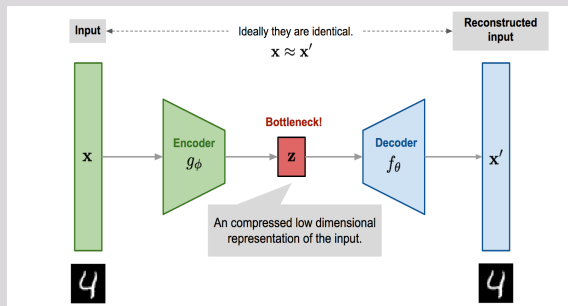 Input
Ideally they are identical.
x ≈ x′
Reconstructed
input
Bottleneck!
Encoder
gϕ
Decoder
fθ
x
z
x′
An compressed low dimensional
representation of the input.
4
4